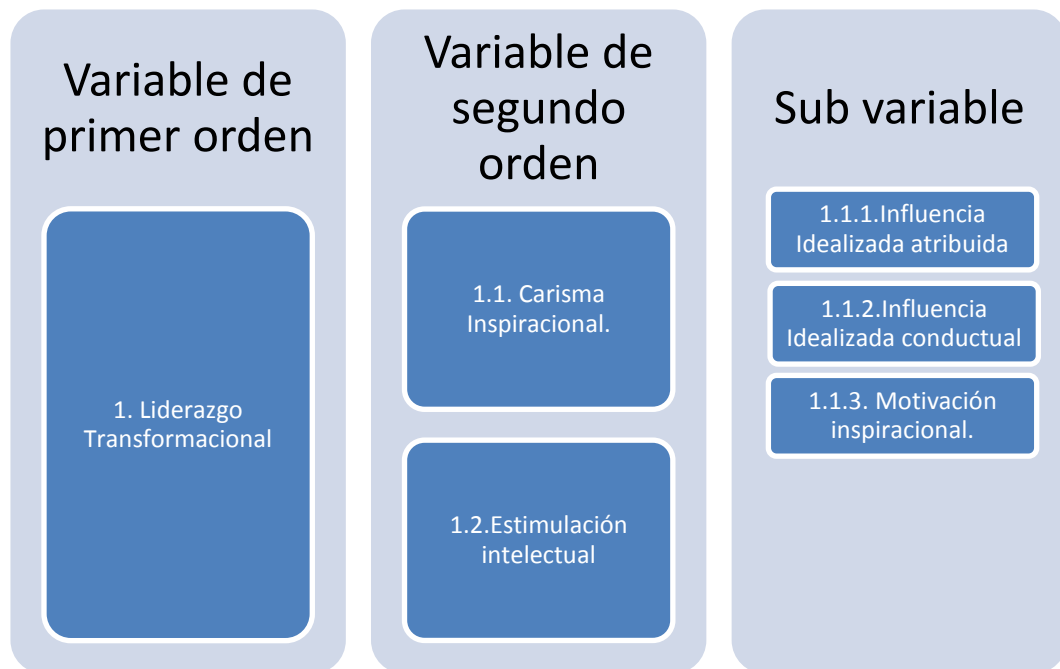 Variable de
primer orden
1. Liderazgo
Transformacional
Variable de
segundo
orden
1.1. Carisma
Inspiracional.
1.2.Estimulación
intelectual
Sub variable
1.1.1.Influencia
Idealizada atribuida
1.1.2.Influencia
Idealizada conductual
1.1.3. Motivación
inspiracional.